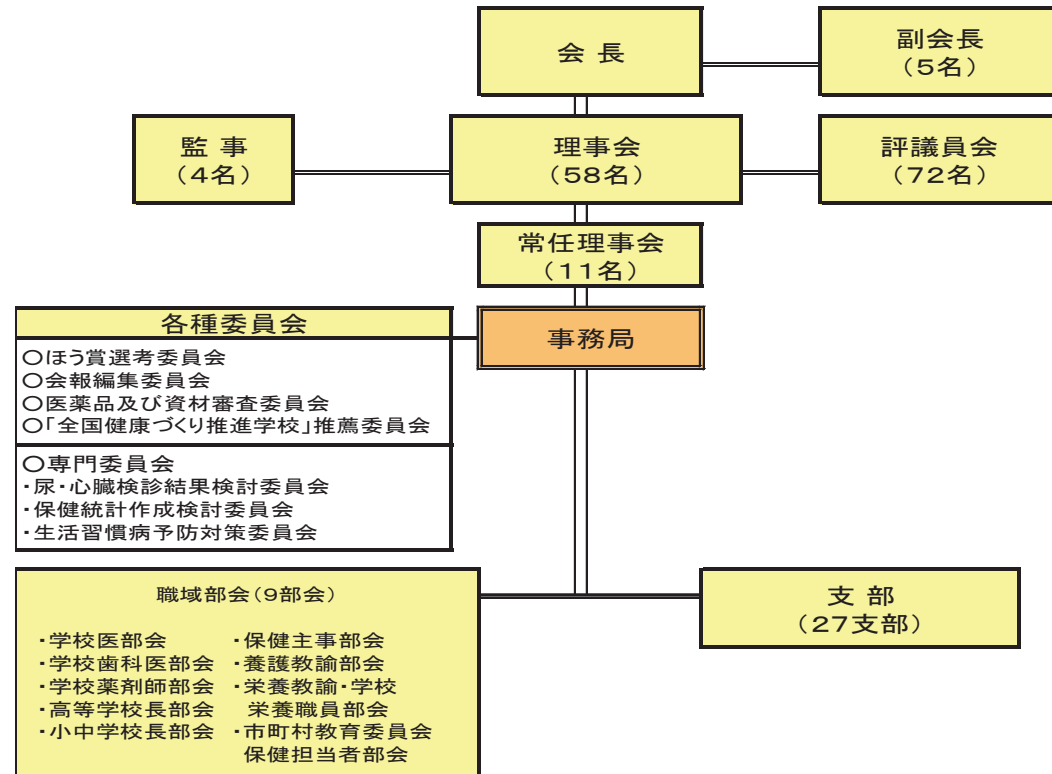 会 長
副会長
(5名)
監 事
(4名)
理事会
(58名)
評議員会
(72名)
常任理事会
(11名)
各種委員会
事務局
○ほう賞選考委員会
○会報編集委員会
○医薬品及び資材審査委員会
○「全国健康づくり推進学校」推薦委員会
○専門委員会
・尿・心臓検診結果検討委員会
・保健統計作成検討委員会
・生活習慣病予防対策委員会
職域部会(9部会)
・学校医部会
・学校歯科医部会
・学校薬剤師部会
・高等学校長部会
・小中学校長部会
・保健主事部会
・養護教諭部会
・栄養教諭・学校
栄養職員部会
・市町村教育委員会
保健担当者部会
支 部
(27支部)